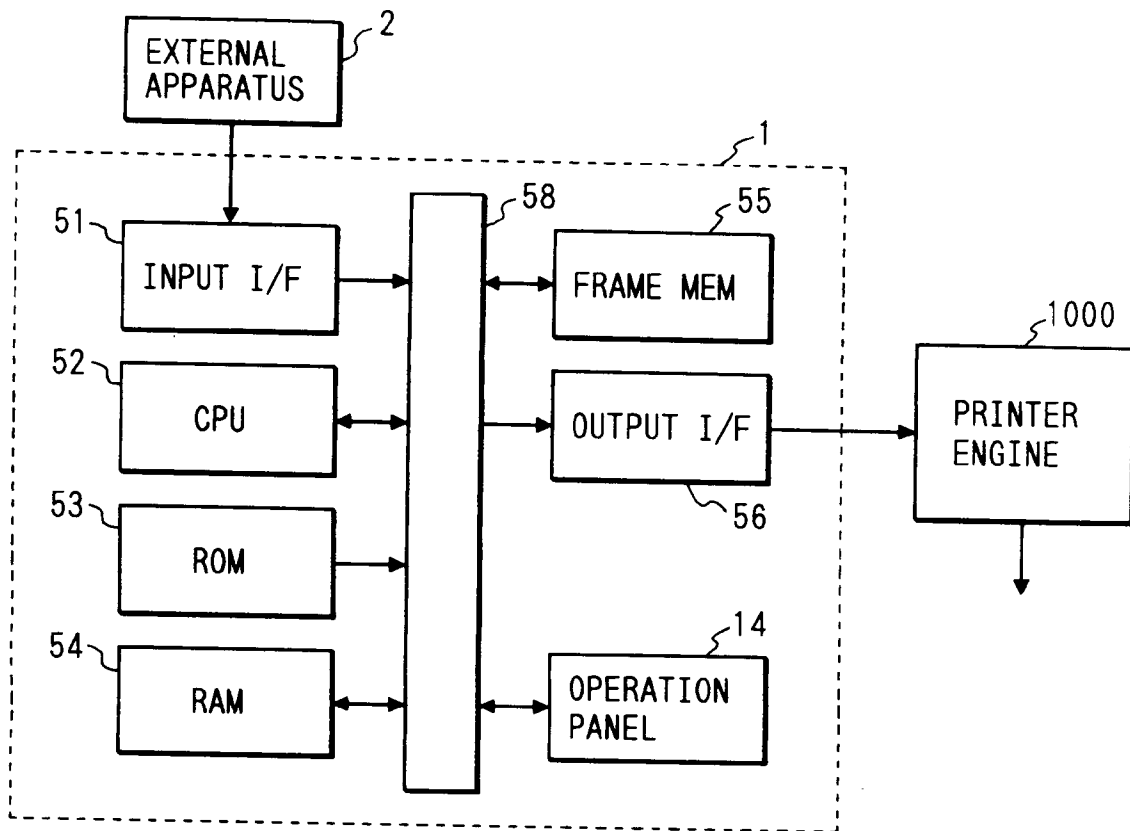 2
EXTERNAL
APPARATUS
1
51
INPUT I/F
58
55
FRAME MEM
52
CPU
OUTPUT I/F
56
1000
PRINTER
ENGINE
53
ROM
54
RAM
14
OPERATION
PANEL